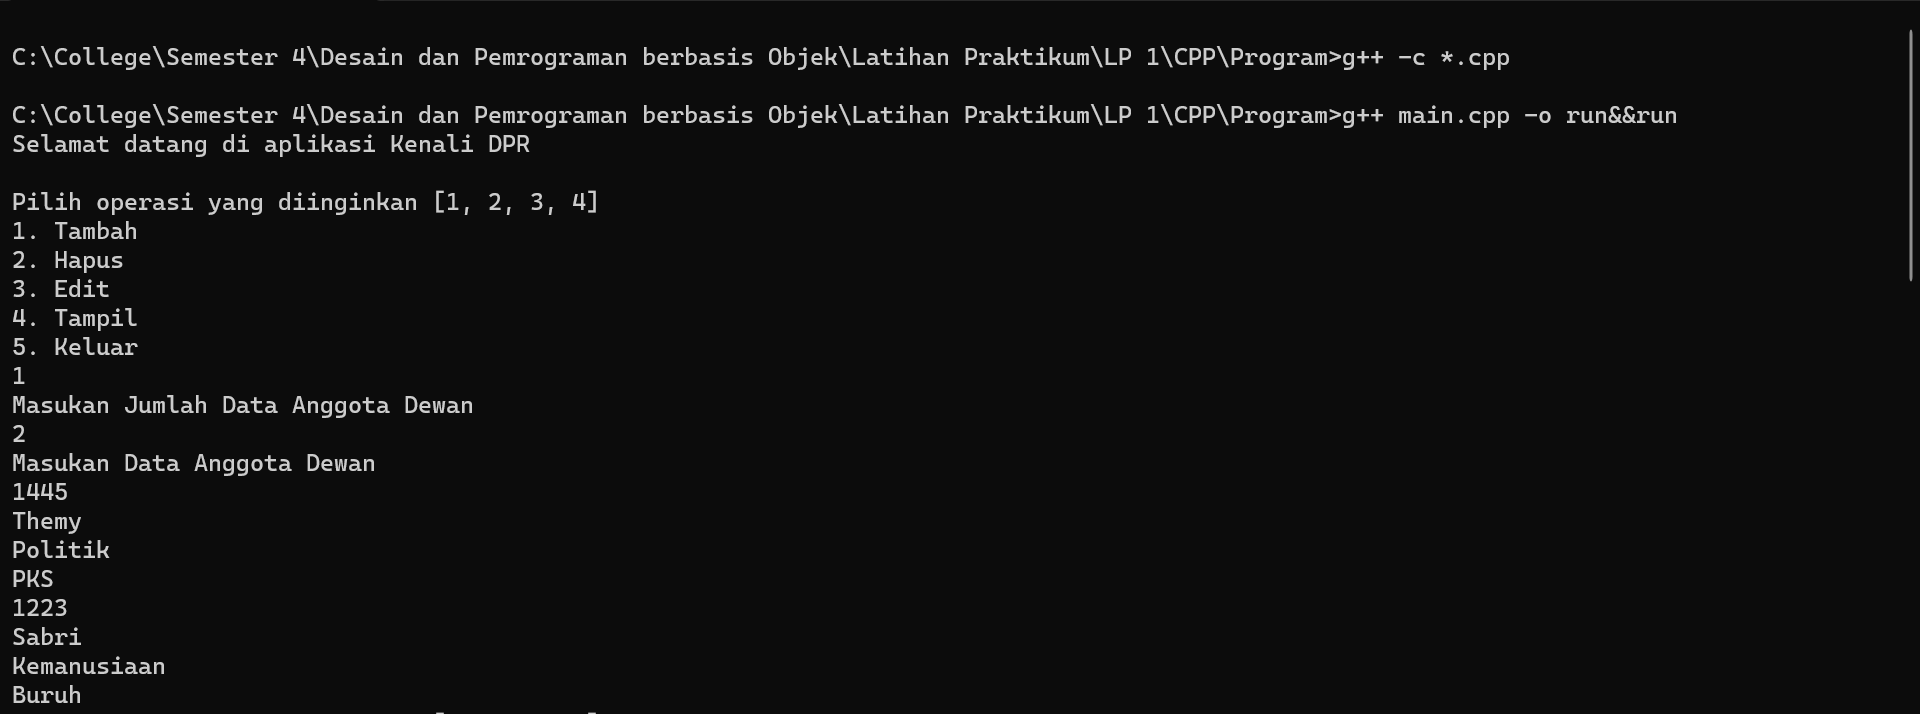 C:\College\Semester 4\Desain dan Pemrograman berbasis Objek\Latihan Praktikum\LP 1\CPP\Program>g++ -c *.cpp
C:\College\Semester 4\Desain dan Pemrograman berbasis Objek\Latihan Praktikum\LP 1\CPP\Program>g++ main.cpp -o run&&run
Selamat datang di aplikasi Kenali DPR
Pilih operasi yang diinginkan [1, 2, 3, 4]
1. Tambah
2. Hapus
3. Edit
4. Tampil
5. Keluar
1
Masukan Jumlah Data Anggota Dewan
2
Masukan Data Anggota Dewan
1445
Themy
Politik
PKS
1223
Sabri
Kemanusiaan
Buruh